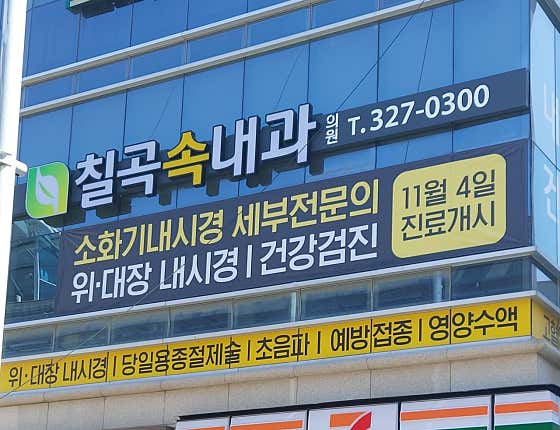 칠곡속내과 의원 T. 327-0300
소화기내시경 세부전문의
위·대장 내시경 | 건강검진
11월 4일
진료개시
위·대장 내시경 | 당일용종절제술 | 초음파 | 예방접종 | 영양수액
7